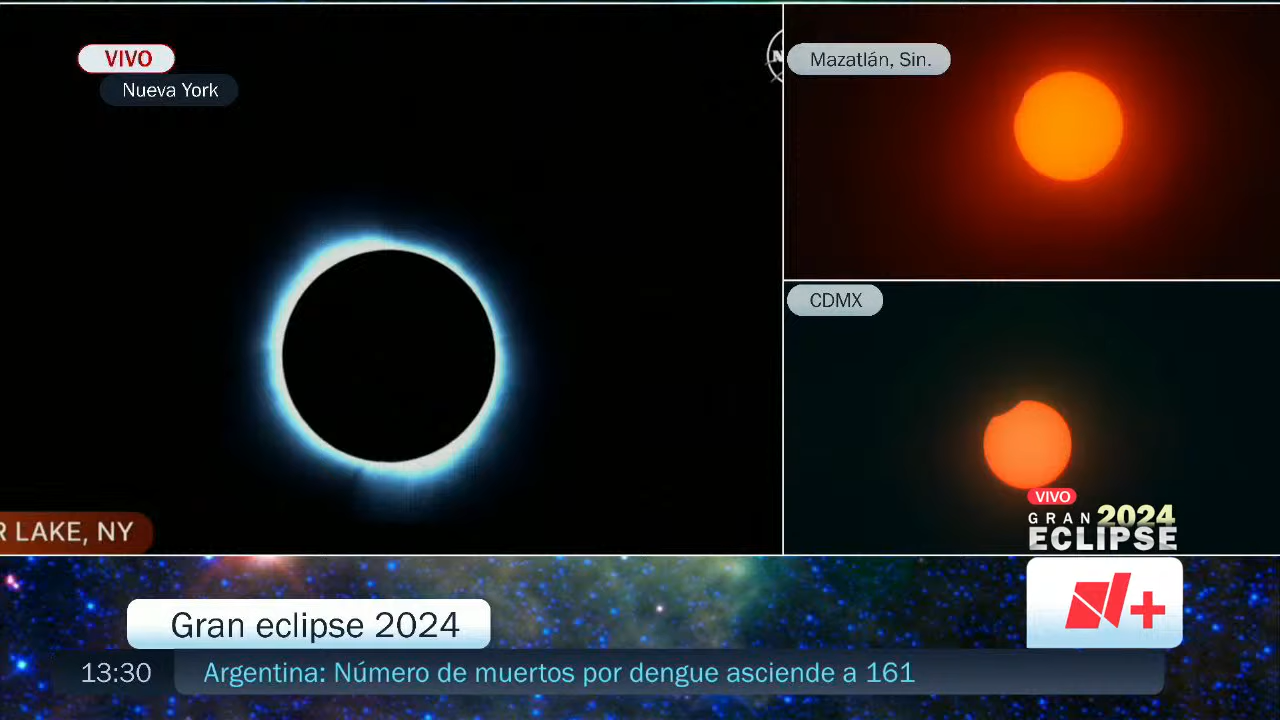 VIVO
Nueva York
N
Mazatlán, Sin.
CDMX
R LAKE, NY
VIVO
GRAN 2024
ECLIPSE
N+
Gran eclipse 2024
13:30 Argentina: Número de muertos por dengue asciende a 161